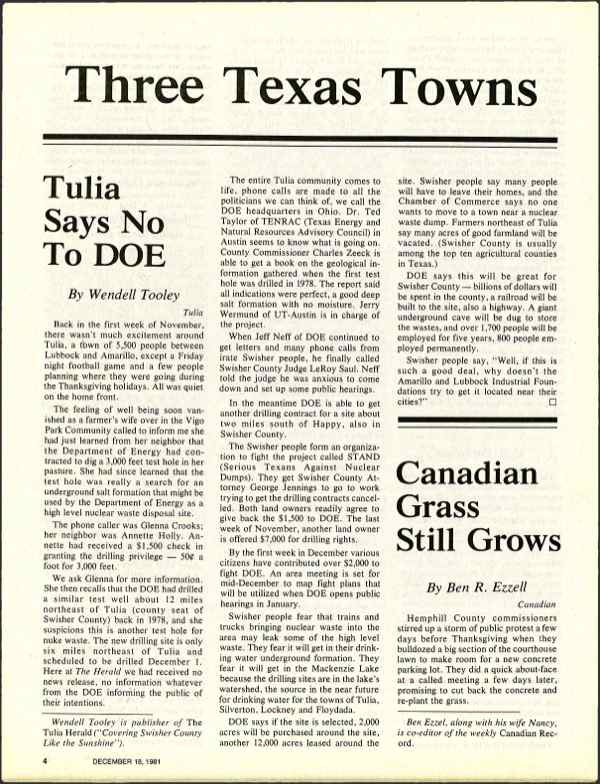 Three Texas Towns
Tulia
Says No
To DOE
By Wendell Tooley
Tulia
Back in the first week of November,
there wasn't much excitement around
Tulia, a town of 5,500 people between
Lubbock and Amarillo, except a Friday
night football game and a few people
planning where they were going during
the Thanksgiving holidays. All was quiet
on the home front.
The feeling of well being soon van-
ished as a farmer's wife over in the Vigo
Park Community called to inform me she
had just learned from her neighbor that
the Department of Energy had con-
tracted to dig a 3,000 feet test hole in her
pasture. She had since learned that the
test hole was really a search for an
underground salt formation that might be
used by the Department of Energy as a
high level nuclear waste disposal site.
The phone caller was Glenna Crooks;
her neighbor was Annette Holly. An-
nette had received a $1,500 check in
granting the drilling privilege — 50¢ a
foot for 3,000 feet.
We ask Glenna for more information.
She then recalls that the DOE had drilled
a similar test well about 12 miles
northeast of Tulia (county seat of
Swisher County) back in 1978, and she
suspicions this is another test hole for
nuke waste. The new drilling site is only
six miles northeast of Tulia and
scheduled to be drilled December 1.
Here at The Herald we had received no
news release, no information whatever
from the DOE informing the public of
their intentions.
Wendell Tooley is publisher of The
Tulia Herald ("Covering Swisher County
Like the Sunshine").
The entire Tulia community comes to
life, phone calls are made to all the
politicians we can think of, we call the
DOE headquarters in Ohio. Dr. Ted
Taylor of TENRAC (Texas Energy and
Natural Resources Advisory Council) in
Austin seems to know what is going on.
County Commissioner Charles Zeeck is
able to get a book on the geological in-
formation gathered when the first test
hole was drilled in 1978. The report said
all indications were perfect, a good deep
salt formation with no moisture. Jerry
Wermund of UT-Austin is in charge of
the project.
When Jeff Neff of DOE continued to
get letters and many phone calls from
irate Swisher people, he finally called
Swisher County Judge LeRoy Saul. Neff
told the judge he was anxious to come
down and set up some public hearings.
In the meantime DOE is able to get
another drilling contract for a site about
two miles south of Happy, also in
Swisher County.
The Swisher people form an organiza-
tion to fight the project called STAND
(Serious Texans Against Nuclear
Dumps). They get Swisher County At-
torney George Jennings to go to work
trying to get the drilling contracts cancel-
led. Both land owners readily agree to
give back the $1,500 to DOE. The last
week of November, another land owner
is offered $7,000 for drilling rights.
By the first week in December various
citizens have contributed over $2,000 to
fight DOE. An area meeting is set for
mid-December to map fight plans that
will be utilized when DOE opens public
hearings in January.
Swisher people fear that trains and
trucks bringing nuclear waste into the
area may leak some of the high level
waste. They fear it will get in their drink-
ing water underground formation. They
fear it will get in the Mackenzie Lake
because the drilling sites are in the lake's
watershed, the source in the near future
for drinking water for the towns of Tulia,
Silverton, Lockney and Floydada.
DOE says if the site is selected, 2,000
acres will be purchased around the site,
another 12,000 acres leased around the
site. Swisher people say many people
will have to leave their homes, and the
Chamber of Commerce says no one
wants to move to a town near a nuclear
waste dump. Farmers northeast of Tulia
say many acres of good farmland will be
vacated. (Swisher County is usually
among the top ten agricultural counties
in Texas.)
DOE says this will be great for
Swisher County — billions of dollars will
be spent in the county, a railroad will be
built to the site, also a highway. A giant
underground cave will be dug to store
the wastes, and over 1,700 people will be
employed for five years, 800 people em-
ployed permanently.
Swisher people say, "Well, if this is
such a good deal, why doesn't the
Amarillo and Lubbock Industrial Foun-
dations try to get it located near their
cities?" □
Canadian
Grass
Still Grows
By Ben R. Ezzell
Canadian
Hemphill County commissioners
stirred up a storm of public protest a few
days before Thanksgiving when they
bulldozed a big section of the courthouse
lawn to make room for a new concrete
parking lot. They did a quick about-face
at a called meeting a few days later,
promising to cut back the concrete and
re-plant the grass.
Ben Ezzel, along with his wife Nancy,
is co-editor of the weekly Canadian Rec-
ord.
4 DECEMBER 18, 1981